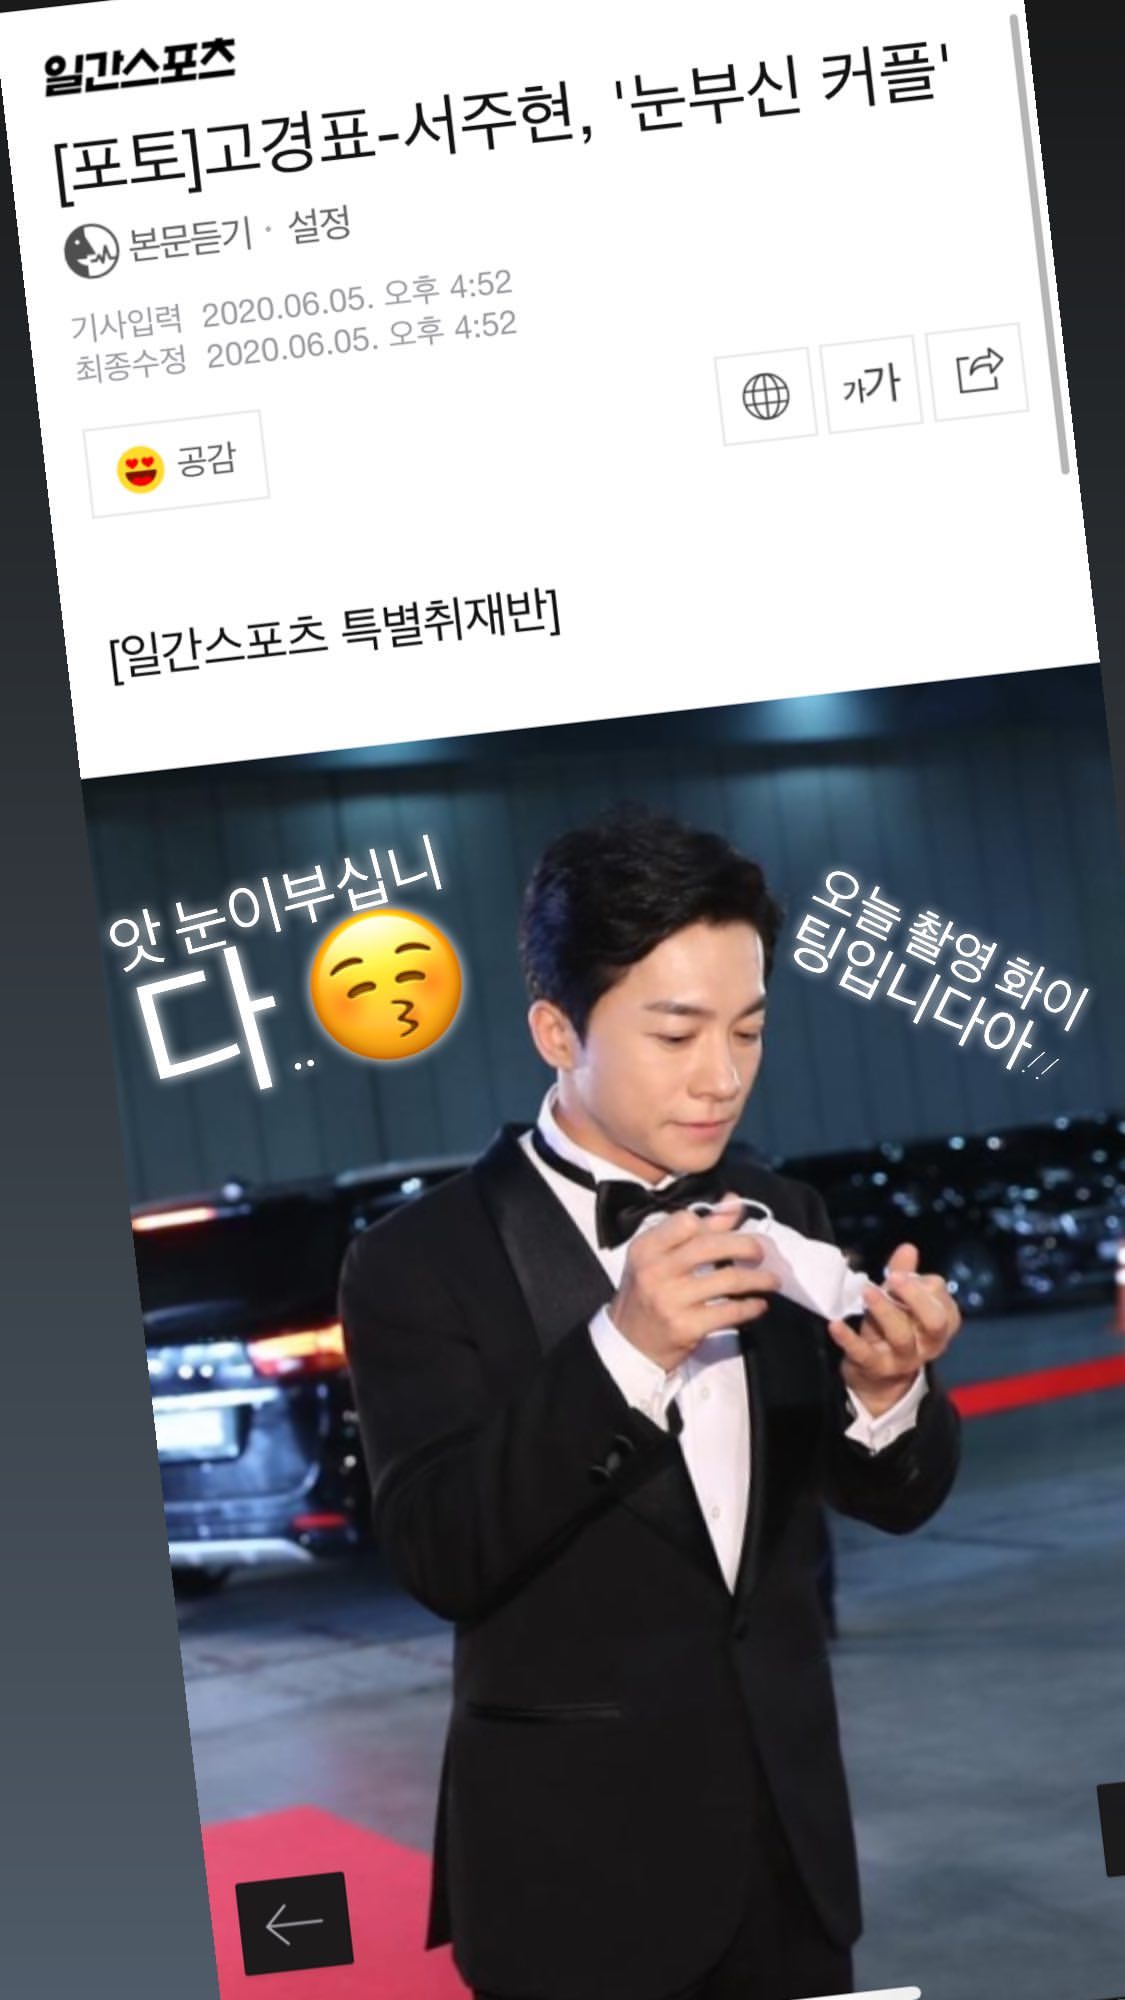 일간스포츠
[포토]고경표-서주현, '눈부신 커플'
본문듣기 · 설정
기사입력 2020.06.05. 오후 4:52
최종수정 2020.06.05. 오후 4:52
가가
공감
[일간스포츠 특별취재반]
앗 눈이부십니
다..
오늘 촬영 화이
팅입니다아!!